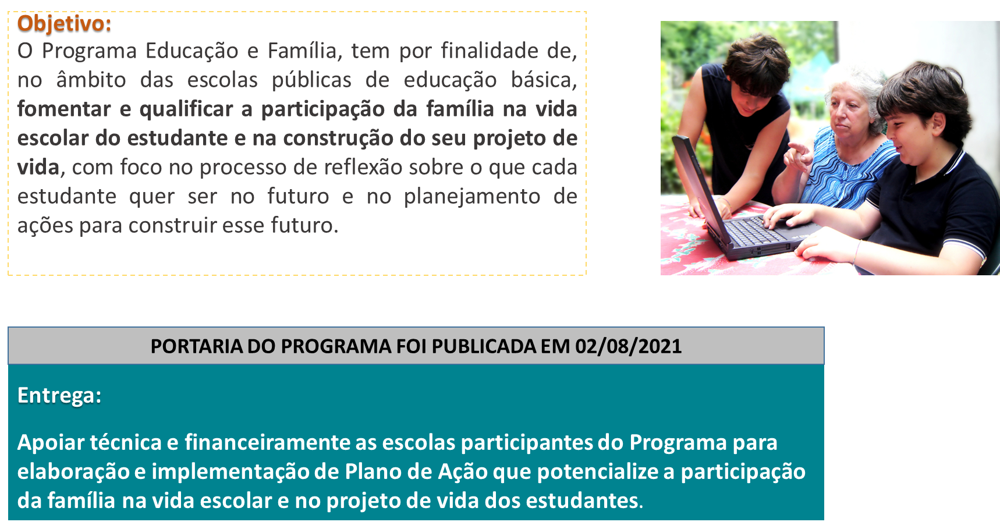 Objetivo:
O Programa Educação e Família, tem por finalidade de,
no âmbito das escolas públicas de educação básica,
fomentar e qualificar a participação da família na vida
escolar do estudante e na construção do seu projeto de
vida, com foco no processo de reflexão sobre o que cada
estudante quer ser no futuro e no planejamento de
ações para construir esse futuro.
PORTARIA DO PROGRAMA FOI PUBLICADA EM 02/08/2021
Entrega:
Apoiar técnica e financeiramente as escolas participantes do Programa para
elaboração e implementação de Plano de Ação que potencialize a participação
da família na vida escolar e no projeto de vida dos estudantes.